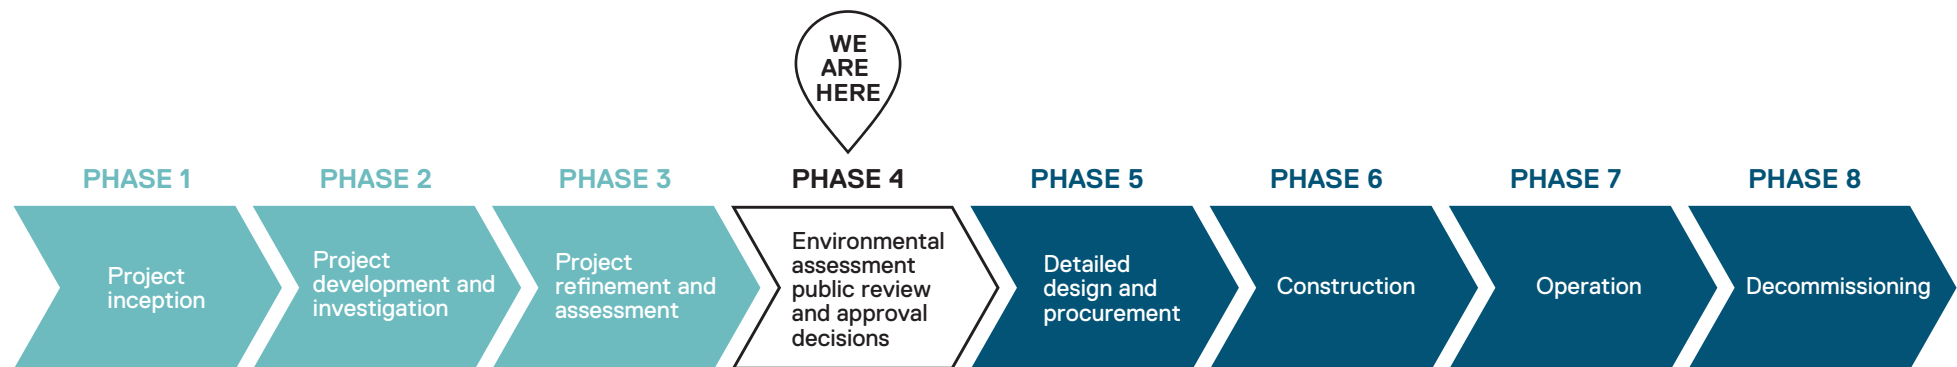 WE
ARE
HERE
PHASE 1
PHASE 2
PHASE 3
PHASE 4
PHASE 5
PHASE 6
PHASE 7
PHASE 8
Project
inception
Project
development and
investigation
Project
refinement and
assessment
Environmental
assessment
public review
and approval
decisions
Detailed
design and
procurement
Construction
Operation
Decommissioning